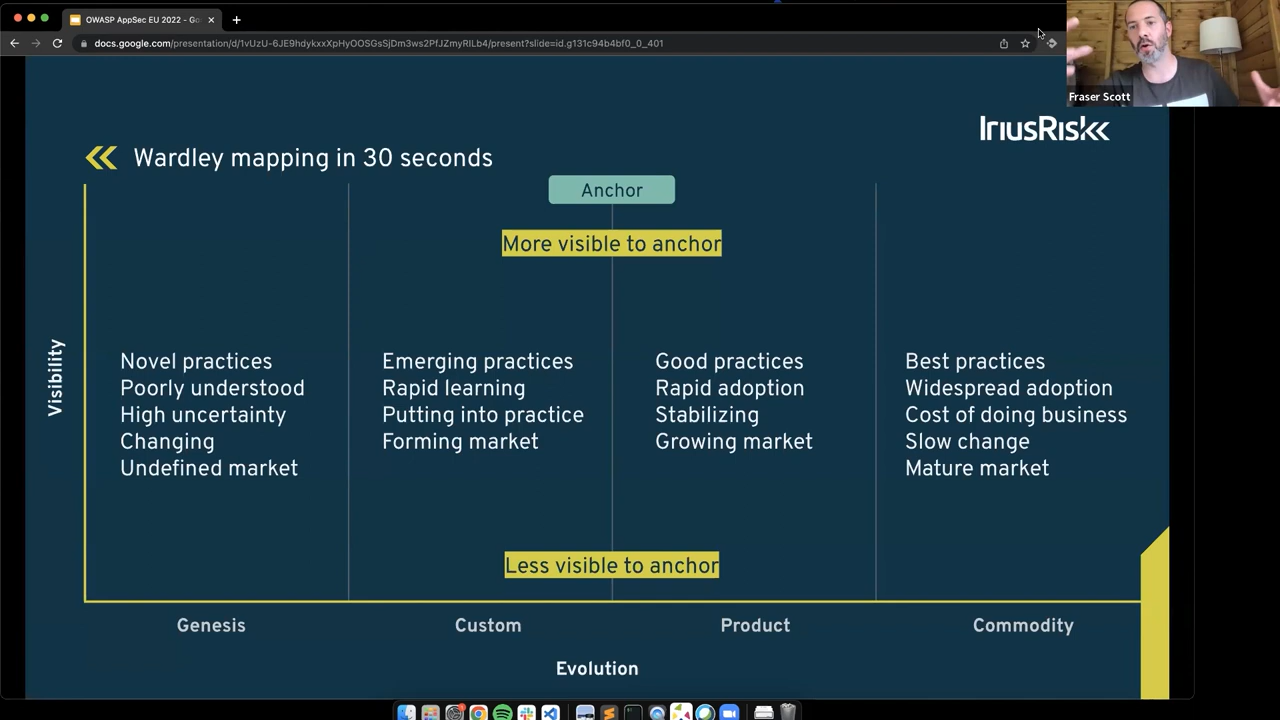 OWASP AppSec EU 2022 - Go
docs.google.com/presentation/d/1vUzU-6JE9hdykxxXpHyOOSGsSjDm3ws2PfJZmyRILb4/present?slide=id.g131c94b4bf0_0_401
Fraser Scott
IriusRisk
Wardley mapping in 30 seconds
Anchor
More visible to anchor
Visibility
Novel practices
Poorly understood
High uncertainty
Changing
Undefined market
Emerging practices
Rapid learning
Putting into practice
Forming market
Good practices
Rapid adoption
Stabilizing
Growing market
Best practices
Widespread adoption
Cost of doing business
Slow change
Mature market
Less visible to anchor
Genesis
Custom
Product
Commodity
Evolution